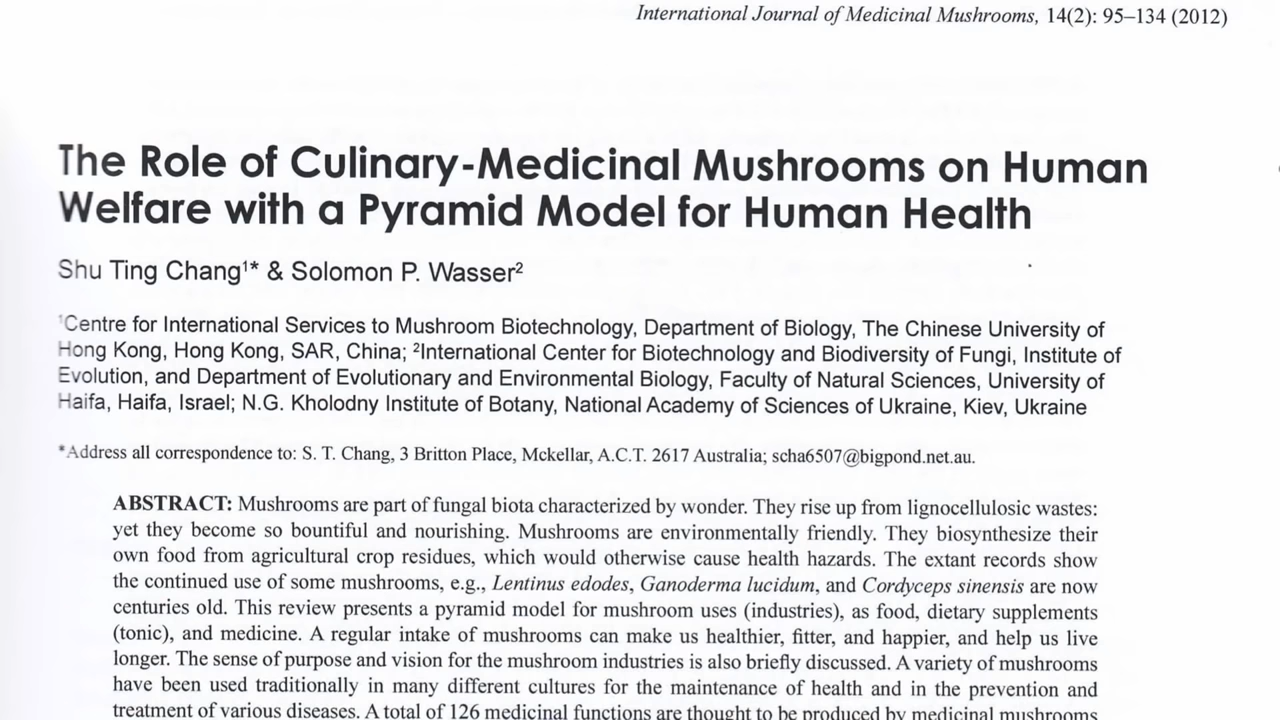 International Journal of Medicinal Mushrooms, 14(2): 95–134 (2012)
The Role of Culinary-Medicinal Mushrooms on Human
Welfare with a Pyramid Model for Human Health
Shu Ting Chang¹* & Solomon P. Wasser²
¹Centre for International Services to Mushroom Biotechnology, Department of Biology, The Chinese University of
Hong Kong, Hong Kong, SAR, China; ²International Center for Biotechnology and Biodiversity of Fungi, Institute of
Evolution, and Department of Evolutionary and Environmental Biology, Faculty of Natural Sciences, University of
Haifa, Haifa, Israel; N.G. Kholodny Institute of Botany, National Academy of Sciences of Ukraine, Kiev, Ukraine
*Address all correspondence to: S. T. Chang, 3 Britton Place, Mckellar, A.C.T. 2617 Australia; scha6507@bigpond.net.au.
ABSTRACT: Mushrooms are part of fungal biota characterized by wonder. They rise up from lignocellulosic wastes:
yet they become so bountiful and nourishing. Mushrooms are environmentally friendly. They biosynthesize their
own food from agricultural crop residues, which would otherwise cause health hazards. The extant records show
the continued use of some mushrooms, e.g., Lentinus edodes, Ganoderma lucidum, and Cordyceps sinensis are now
centuries old. This review presents a pyramid model for mushroom uses (industries), as food, dietary supplements
(tonic), and medicine. A regular intake of mushrooms can make us healthier, fitter, and happier, and help us live
longer. The sense of purpose and vision for the mushroom industries is also briefly discussed. A variety of mushrooms
have been used traditionally in many different cultures for the maintenance of health and in the prevention and
treatment of various diseases. A total of 126 medicinal functions are thought to be produced by medicinal mushrooms